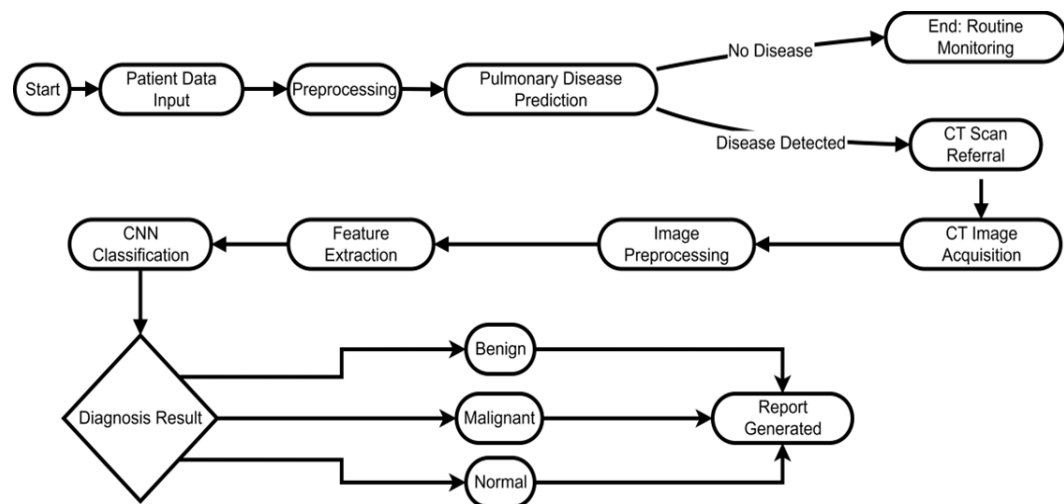 Start
Patient Data
Input
Preprocessing
Pulmonary Disease
Prediction
No Disease
End: Routine
Monitoring
Disease Detected
CT Scan
Referral
CNN
Classification
Feature
Extraction
Image
Preprocessing
CT Image
Acquisition
Diagnosis Result
Benign
Malignant
Normal
Report
Generated